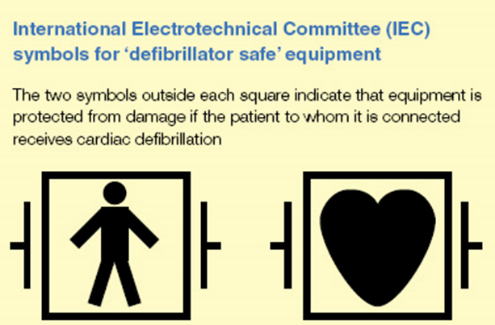 International Electrotechnical Committee (IEC)
symbols for ‘defibrillator safe’ equipment
The two symbols outside each square indicate that equipment is
protected from damage if the patient to whom it is connected
receives cardiac defibrillation